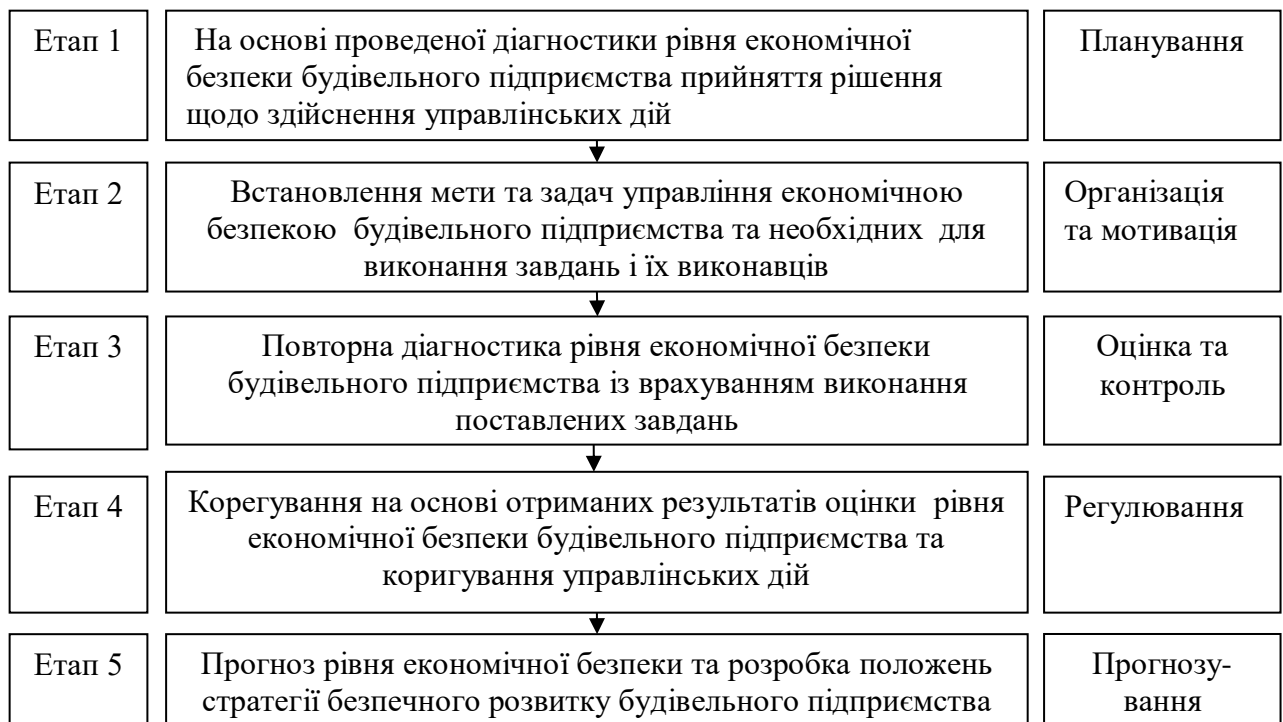 Етап 1
На основі проведеної діагностики рівня економічної
безпеки будівельного підприємства прийняття рішення
щодо здійснення управлінських дій
Планування
Етап 2
Встановлення мети та задач управління економічною
безпекою будівельного підприємства та необхідних для
виконання завдань і їх виконавців
Організація
та мотивація
Етап 3
Повторна діагностика рівня економічної безпеки
будівельного підприємства із врахуванням виконання
поставлених завдань
Оцінка та
контроль
Етап 4
Корегування на основі отриманих результатів оцінки рівня
економічної безпеки будівельного підприємства та
коригування управлінських дій
Регулювання
Етап 5
Прогноз рівня економічної безпеки та розробка положень
стратегії безпечного розвитку будівельного підприємства
Прогнозу-
вання